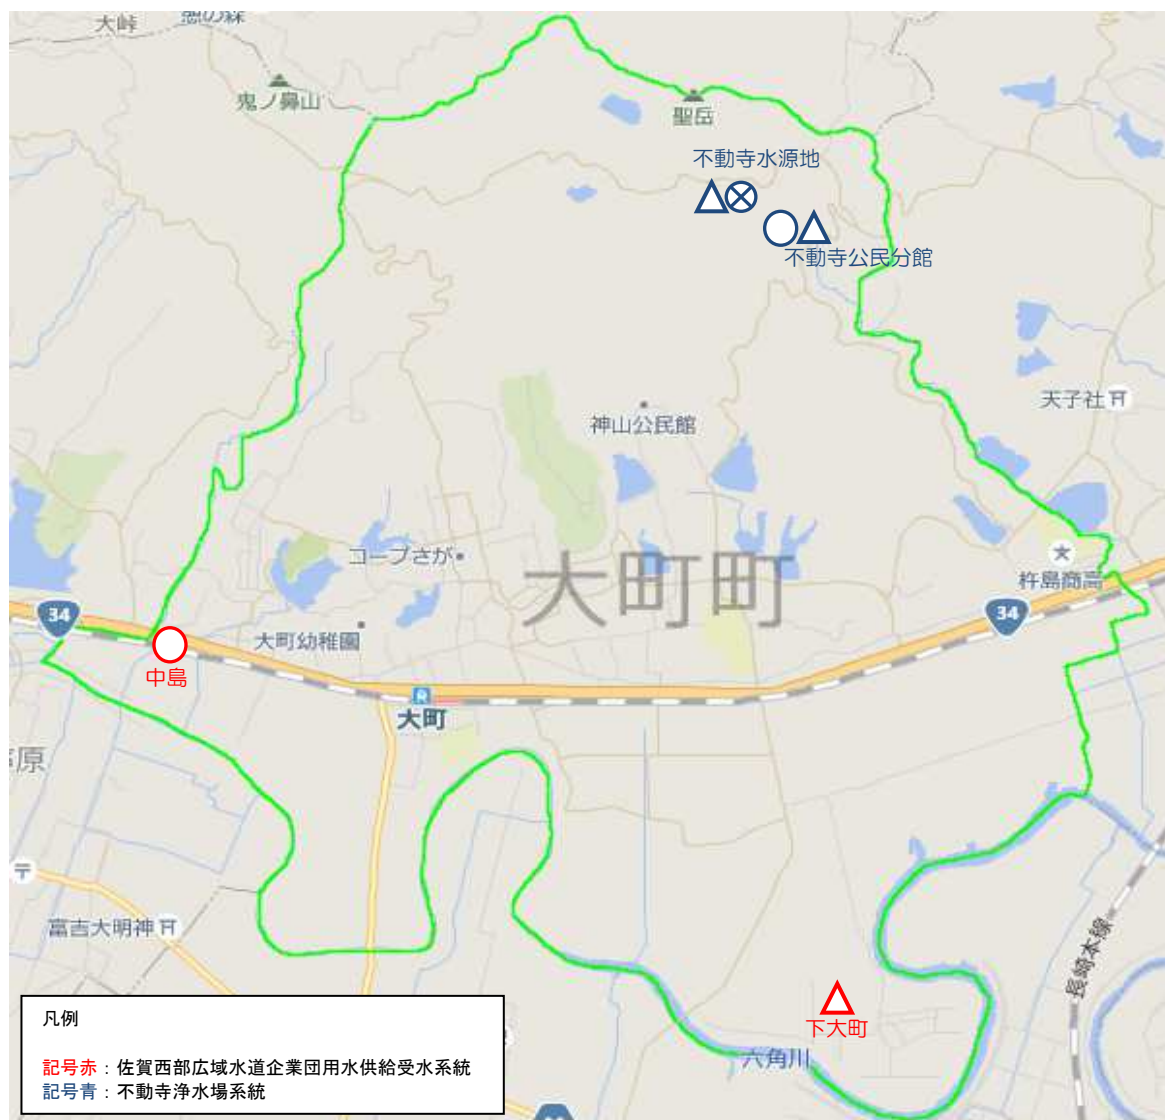 大峠
憩の森
鬼ノ鼻山
聖岳
不動寺水源地
不動寺公民分館
天子社
神山公民館
コープさが
大町町
杵島商高
34
34
大町幼稚園
中島
大町
原
富吉大明神
長崎本線
下大町
六角川
凡例
記号赤：佐賀西部広域水道企業団用水供給受水系統
記号青：不動寺浄水場系統